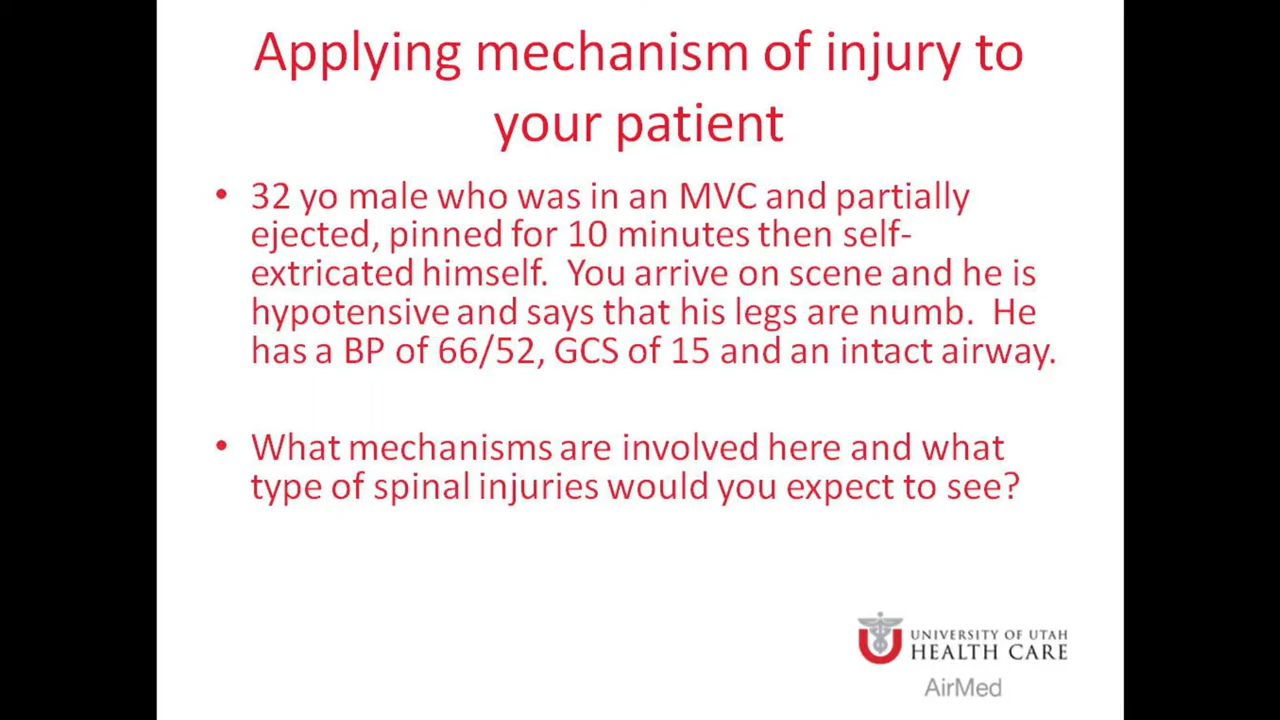 Applying mechanism of injury to
your patient
• 32 yo male who was in an MVC and partially
ejected, pinned for 10 minutes then self-
extricated himself.  You arrive on scene and he is
hypotensive and says that his legs are numb.  He
has a BP of 66/52, GCS of 15 and an intact airway.
• What mechanisms are involved here and what
type of spinal injuries would you expect to see?
UNIVERSITY OF UTAH
HEALTH CARE
AirMed